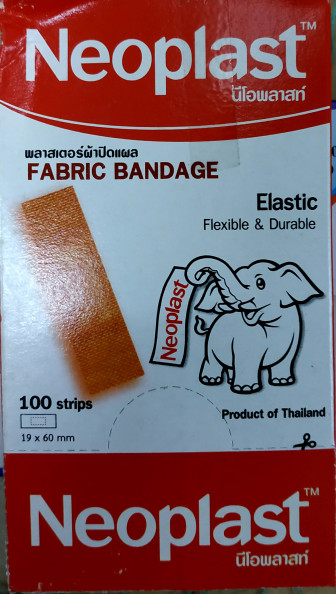 Neoplast™
นีโอพลาสท์
พลาสเตอร์ผ้าปิดแผล
FABRIC BANDAGE
Elastic
Flexible & Durable
Neoplast
100 strips
19 x 60 mm
Product of Thailand
Neoplast™
นีโอพลาสท์